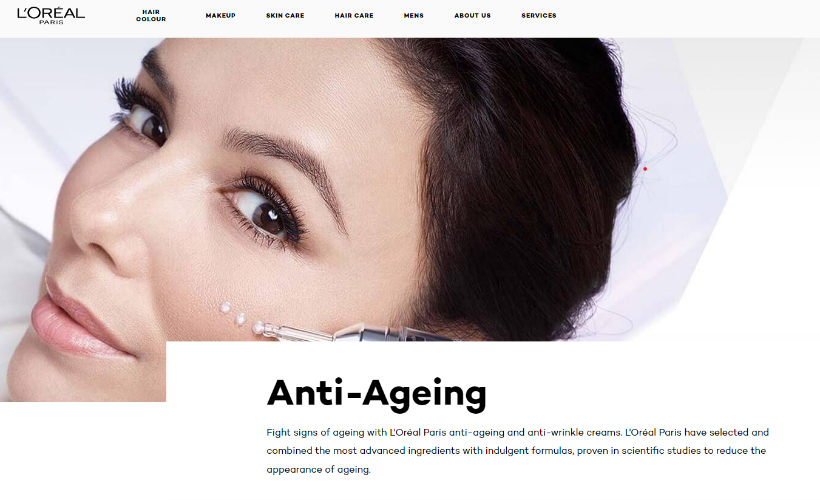 L'ORÉAL
PARIS
HAIR
COLOUR
MAKEUP
SKIN CARE
HAIR CARE
MENS
ABOUT US
SERVICES
Anti-Ageing
Fight signs of ageing with L'Oréal Paris anti-ageing and anti-wrinkle creams. L'Oréal Paris have selected and
combined the most advanced ingredients with indulgent formulas, proven in scientific studies to reduce the
appearance of ageing.